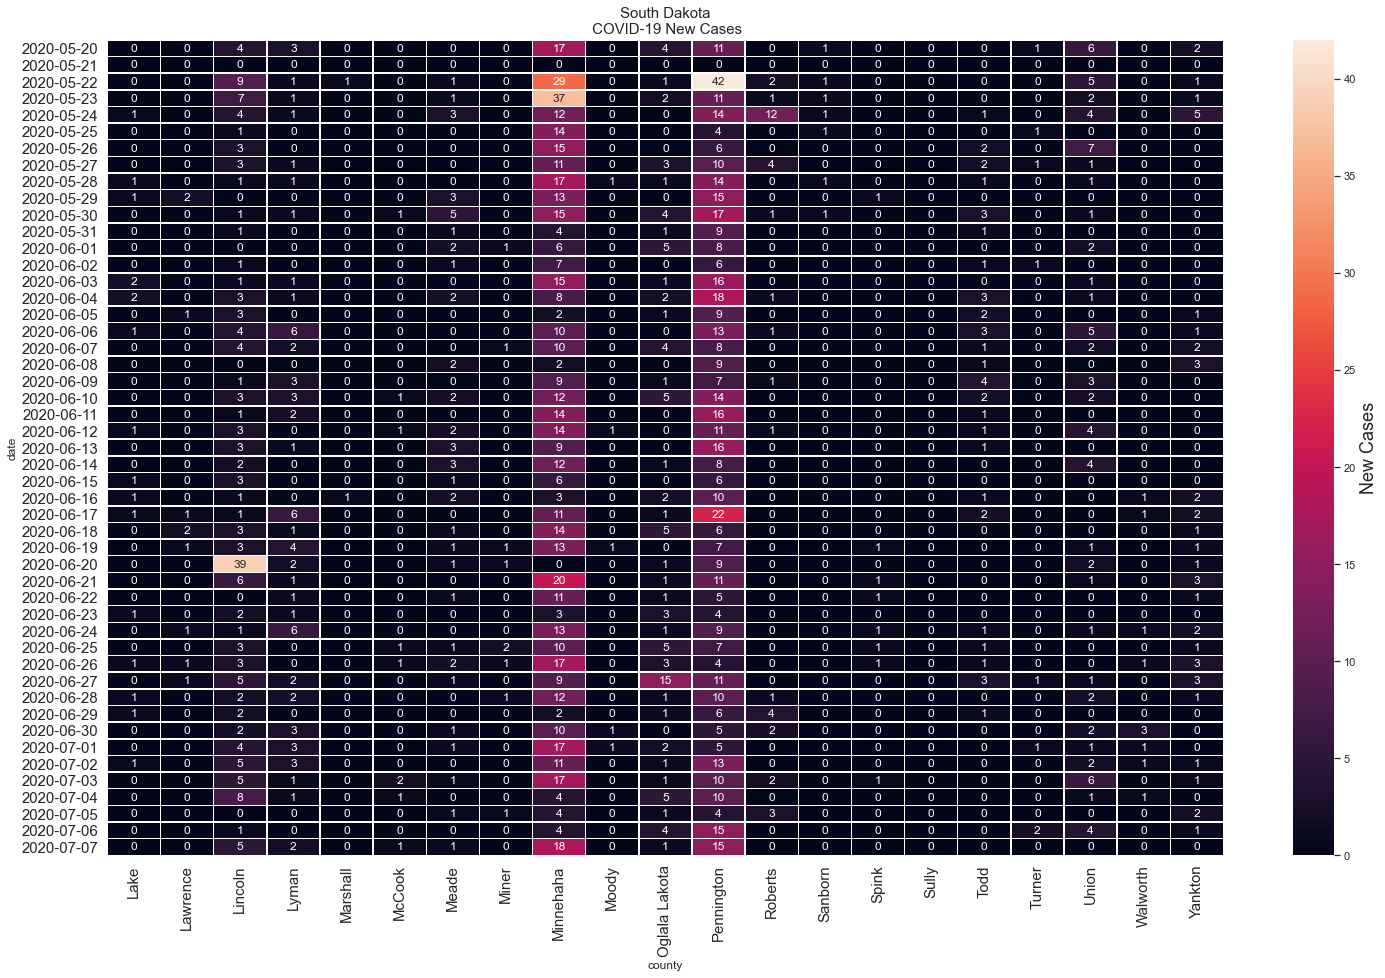 South Dakota
COVID-19 New Cases
2020-05-20 0 0 4 3 0 0 0 0 17 0 4 11 0 1 0 0 0 1 6 0 2
2020-05-21 0 0 0 0 0 0 0 0 0 0 0 0 0 0 0 0 0 0 0 0 0
2020-05-22 0 0 9 1 1 0 1 0 29 0 1 42 2 1 0 0 0 0 5 0 1
2020-05-23 0 0 7 1 0 0 1 0 37 0 2 11 1 1 0 0 0 0 2 0 1
2020-05-24 1 0 4 1 0 0 3 0 12 0 0 14 12 1 0 0 1 0 4 0 5
2020-05-25 0 0 1 0 0 0 0 0 14 0 0 4 0 1 0 0 0 1 0 0 0
2020-05-26 0 0 3 0 0 0 0 0 15 0 0 6 0 0 0 0 2 0 7 0 0
2020-05-27 0 0 3 1 0 0 0 0 11 0 3 10 4 0 0 0 2 1 1 0 0
2020-05-28 1 0 1 1 0 0 0 0 17 1 1 14 0 1 0 0 1 0 1 0 0
2020-05-29 1 2 0 0 0 0 3 0 13 0 0 15 0 0 1 0 0 0 0 0 0
2020-05-30 0 0 1 1 0 1 5 0 15 0 4 17 1 1 0 0 3 0 1 0 0
2020-05-31 0 0 1 0 0 0 1 0 4 0 1 9 0 0 0 0 1 0 0 0 0
2020-06-01 0 0 0 0 0 0 2 1 6 0 5 8 0 0 0 0 0 0 2 0 0
2020-06-02 0 0 1 0 0 0 1 0 7 0 0 6 0 0 0 0 1 1 0 0 0
2020-06-03 2 0 1 1 0 0 0 0 15 0 1 16 0 0 0 0 0 0 1 0 0
2020-06-04 2 0 3 1 0 0 2 0 8 0 2 18 1 0 0 0 3 0 1 0 0
2020-06-05 0 1 3 0 0 0 0 0 2 0 1 9 0 0 0 0 2 0 0 0 1
2020-06-06 1 0 4 6 0 0 0 0 10 0 0 13 1 0 0 0 3 0 5 0 1
2020-06-07 0 0 4 2 0 0 0 1 10 0 4 8 0 0 0 0 1 0 2 0 2
2020-06-08 0 0 0 0 0 0 2 0 2 0 0 9 0 0 0 0 1 0 0 0 3
2020-06-09 0 0 1 3 0 0 0 0 9 0 1 7 1 0 0 0 4 0 3 0 0
2020-06-10 0 0 3 3 0 1 2 0 12 0 5 14 0 0 0 0 2 0 2 0 0
2020-06-11 0 0 1 2 0 0 0 0 14 0 0 16 0 0 0 0 1 0 0 0 0
2020-06-12 1 0 3 0 0 1 2 0 14 1 0 11 1 0 0 0 1 0 4 0 0
2020-06-13 0 0 3 1 0 0 3 0 9 0 0 16 0 0 0 0 1 0 0 0 0
2020-06-14 0 0 2 0 0 0 3 0 12 0 1 8 0 0 0 0 0 0 4 0 0
2020-06-15 1 0 3 0 0 0 1 0 6 0 0 6 0 0 0 0 0 0 0 0 0
2020-06-16 1 0 1 0 1 0 2 0 3 0 2 10 0 0 0 0 1 0 0 1 2
2020-06-17 1 1 1 6 0 0 0 0 11 0 1 22 0 0 0 0 2 0 0 1 2
2020-06-18 0 2 3 1 0 0 1 0 14 0 5 6 0 0 0 0 0 0 0 0 1
2020-06-19 0 1 3 4 0 0 1 1 13 1 0 7 0 0 1 0 0 0 1 0 1
2020-06-20 0 0 39 2 0 0 1 1 0 0 1 9 0 0 0 0 0 0 2 0 1
2020-06-21 0 0 6 1 0 0 0 0 20 0 1 11 0 0 1 0 0 0 1 0 3
2020-06-22 0 0 0 1 0 0 1 0 11 0 1 5 0 0 1 0 0 0 0 0 1
2020-06-23 1 0 2 1 0 0 0 0 3 0 3 4 0 0 0 0 0 0 0 0 0
2020-06-24 0 1 1 6 0 0 0 0 13 0 1 9 0 0 1 0 1 0 1 1 2
2020-06-25 0 0 3 0 0 1 1 2 10 0 5 7 0 0 1 0 1 0 0 0 1
2020-06-26 1 1 3 0 0 1 2 1 17 0 3 4 0 0 1 0 1 0 0 1 3
2020-06-27 0 1 5 2 0 0 1 0 9 0 15 11 0 0 0 0 3 1 1 0 3
2020-06-28 1 0 2 2 0 0 0 1 12 0 1 10 1 0 0 0 0 0 2 0 1
2020-06-29 1 0 2 0 0 0 0 0 2 0 1 6 4 0 0 0 1 0 0 0 0
2020-06-30 0 0 2 3 0 0 1 0 10 1 0 5 2 0 0 0 0 0 2 3 0
2020-07-01 0 0 4 3 0 0 1 0 17 1 2 5 0 0 0 0 0 1 1 1 0
2020-07-02 1 0 5 3 0 0 0 0 11 0 1 13 0 0 0 0 0 0 2 1 1
2020-07-03 0 0 5 1 0 2 1 0 17 0 1 10 2 0 1 0 0 0 6 0 1
2020-07-04 0 0 8 1 0 1 0 0 4 0 5 10 0 0 0 0 0 0 1 1 0
2020-07-05 0 0 0 0 0 0 1 1 4 0 1 4 3 0 0 0 0 0 0 0 2
2020-07-06 0 0 1 0 0 0 0 0 4 0 4 15 0 0 0 0 0 2 4 0 1
2020-07-07 0 0 5 2 0 1 1 0 18 0 1 15 0 0 0 0 0 0 0 0 0
date
Lake Lawrence Lincoln Lyman Marshall McCook Meade Miner Minnehaha Moody Oglala Lakota Pennington Roberts Sanborn Spink Sully Todd Turner Union Walworth Yankton
county
40
35
30
25
20
15
10
5
0
New Cases